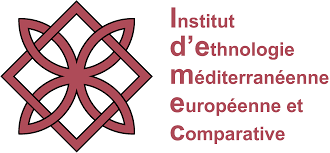 Institut
d'ethnologie
méditerranéenne
européenne et
comparative